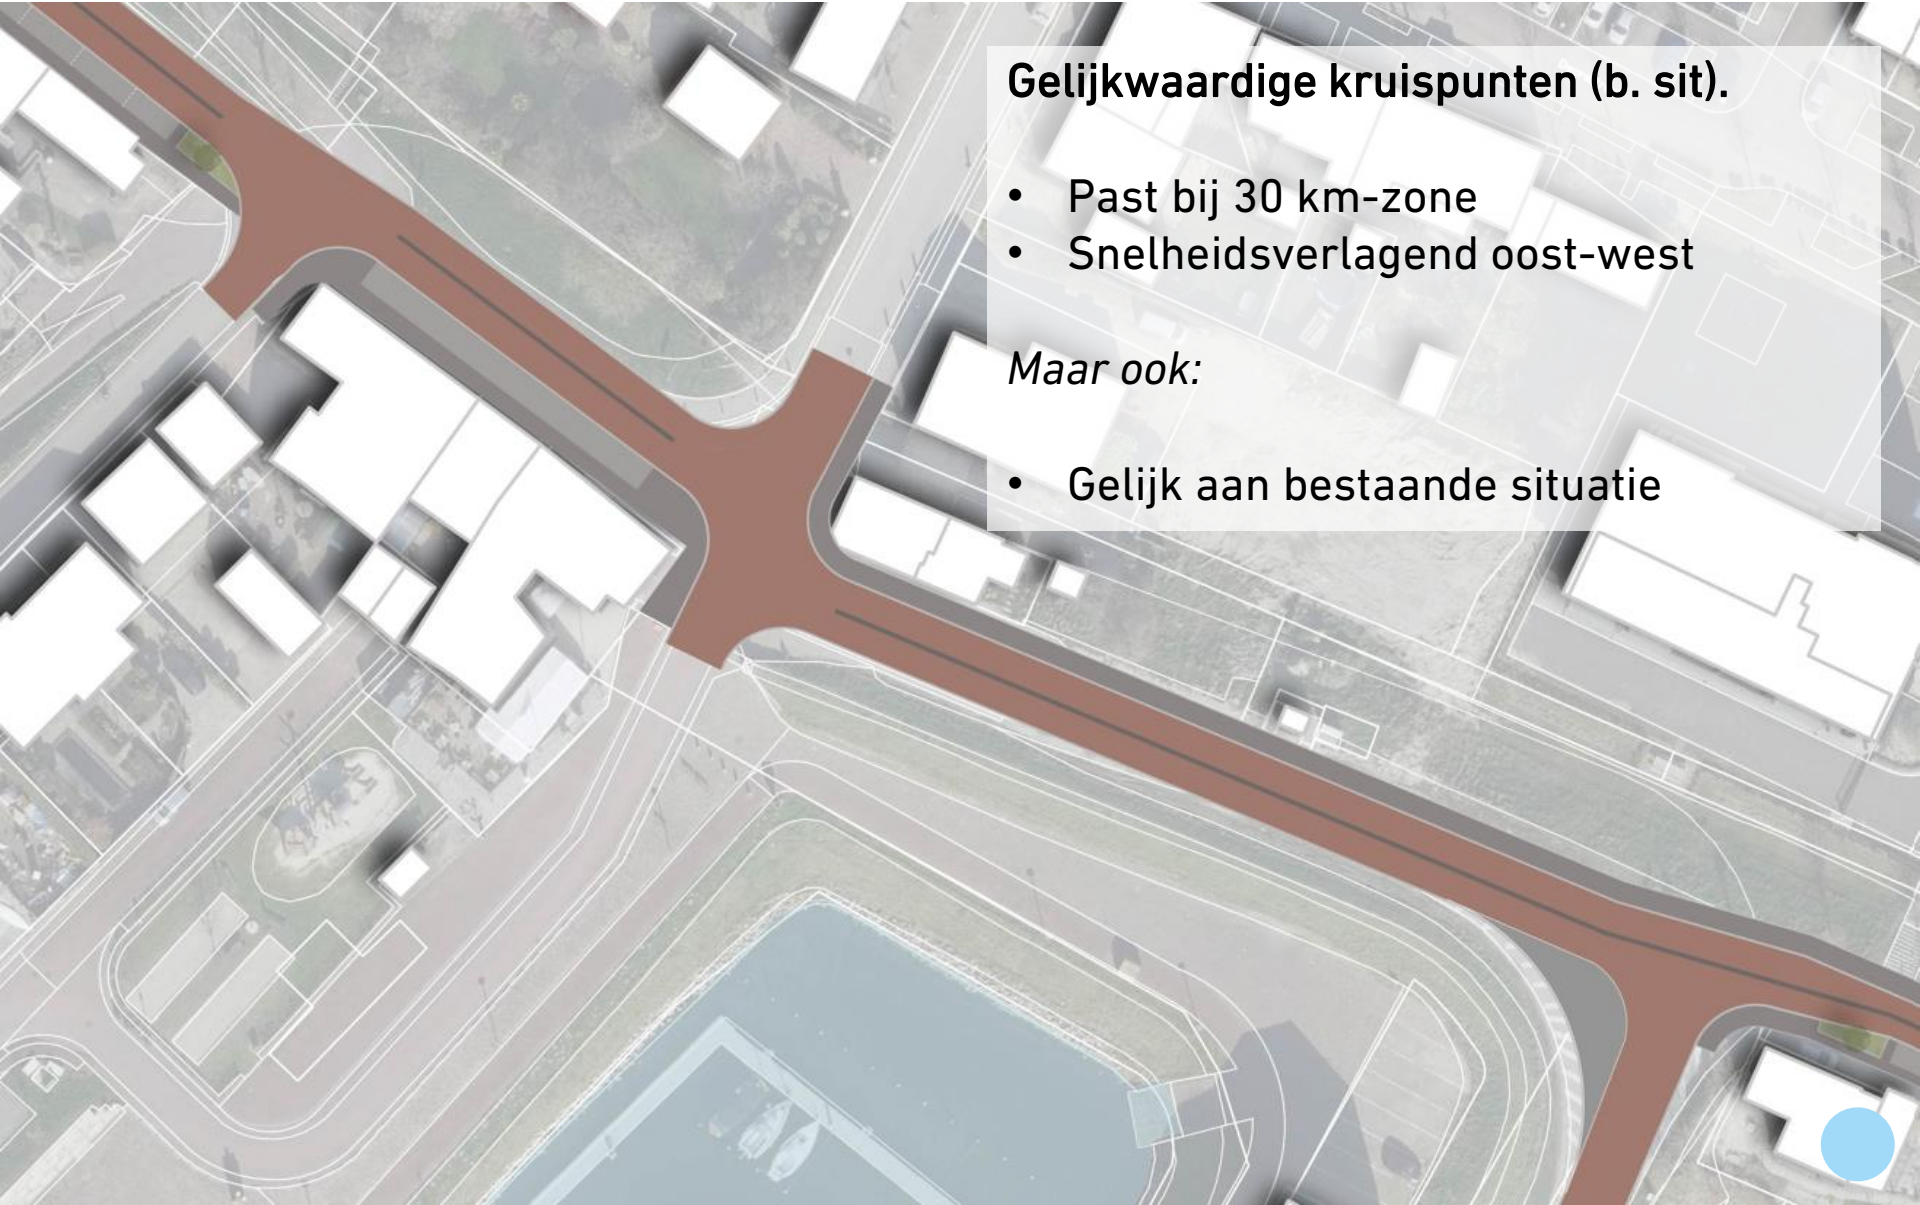 Gelijkwaardige kruispunten (b. sit).
• Past bij 30 km-zone
• Snelheidsverlagend oost-west
Maar ook:
• Gelijk aan bestaande situatie